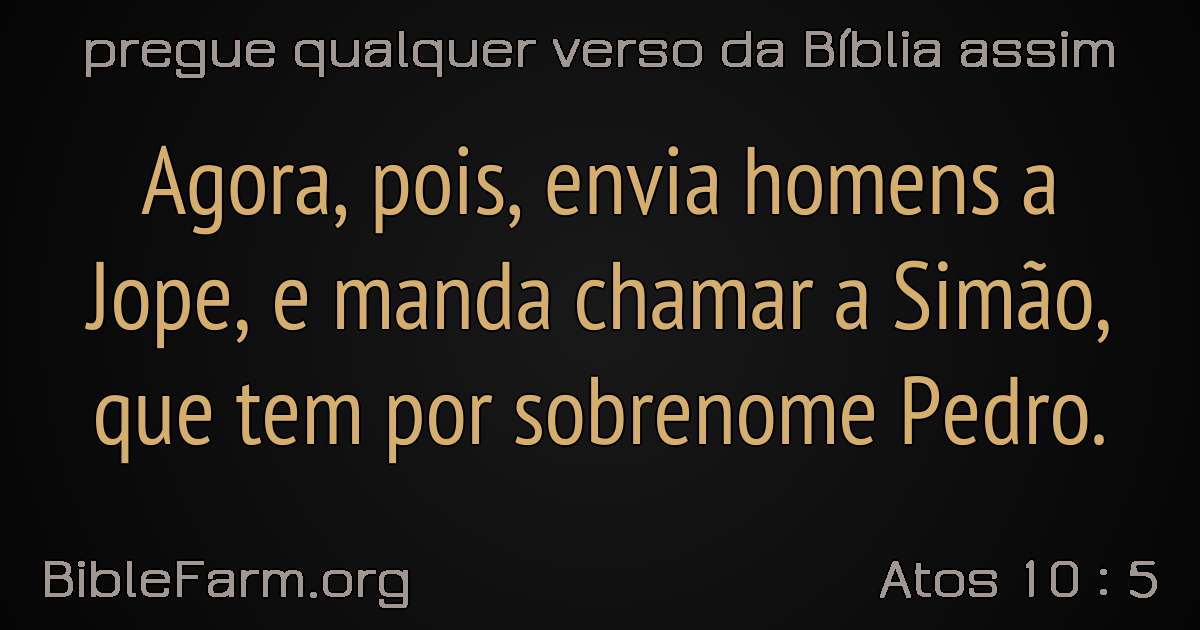 pregue qualquer verso da Bíblia assim
Agora, pois, envia homens a
Jope, e manda chamar a Simão,
que tem por sobrenome Pedro.
BibleFarm.org
Atos 10 : 5